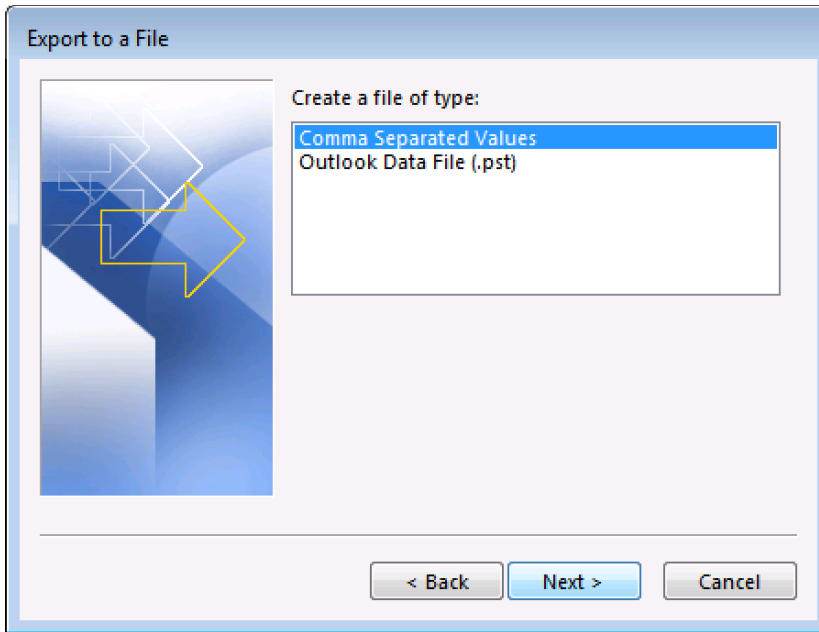 Export to a File
Create a file of type:
Comma Separated Values
Outlook Data File (.pst)
< Back
Next >
Cancel